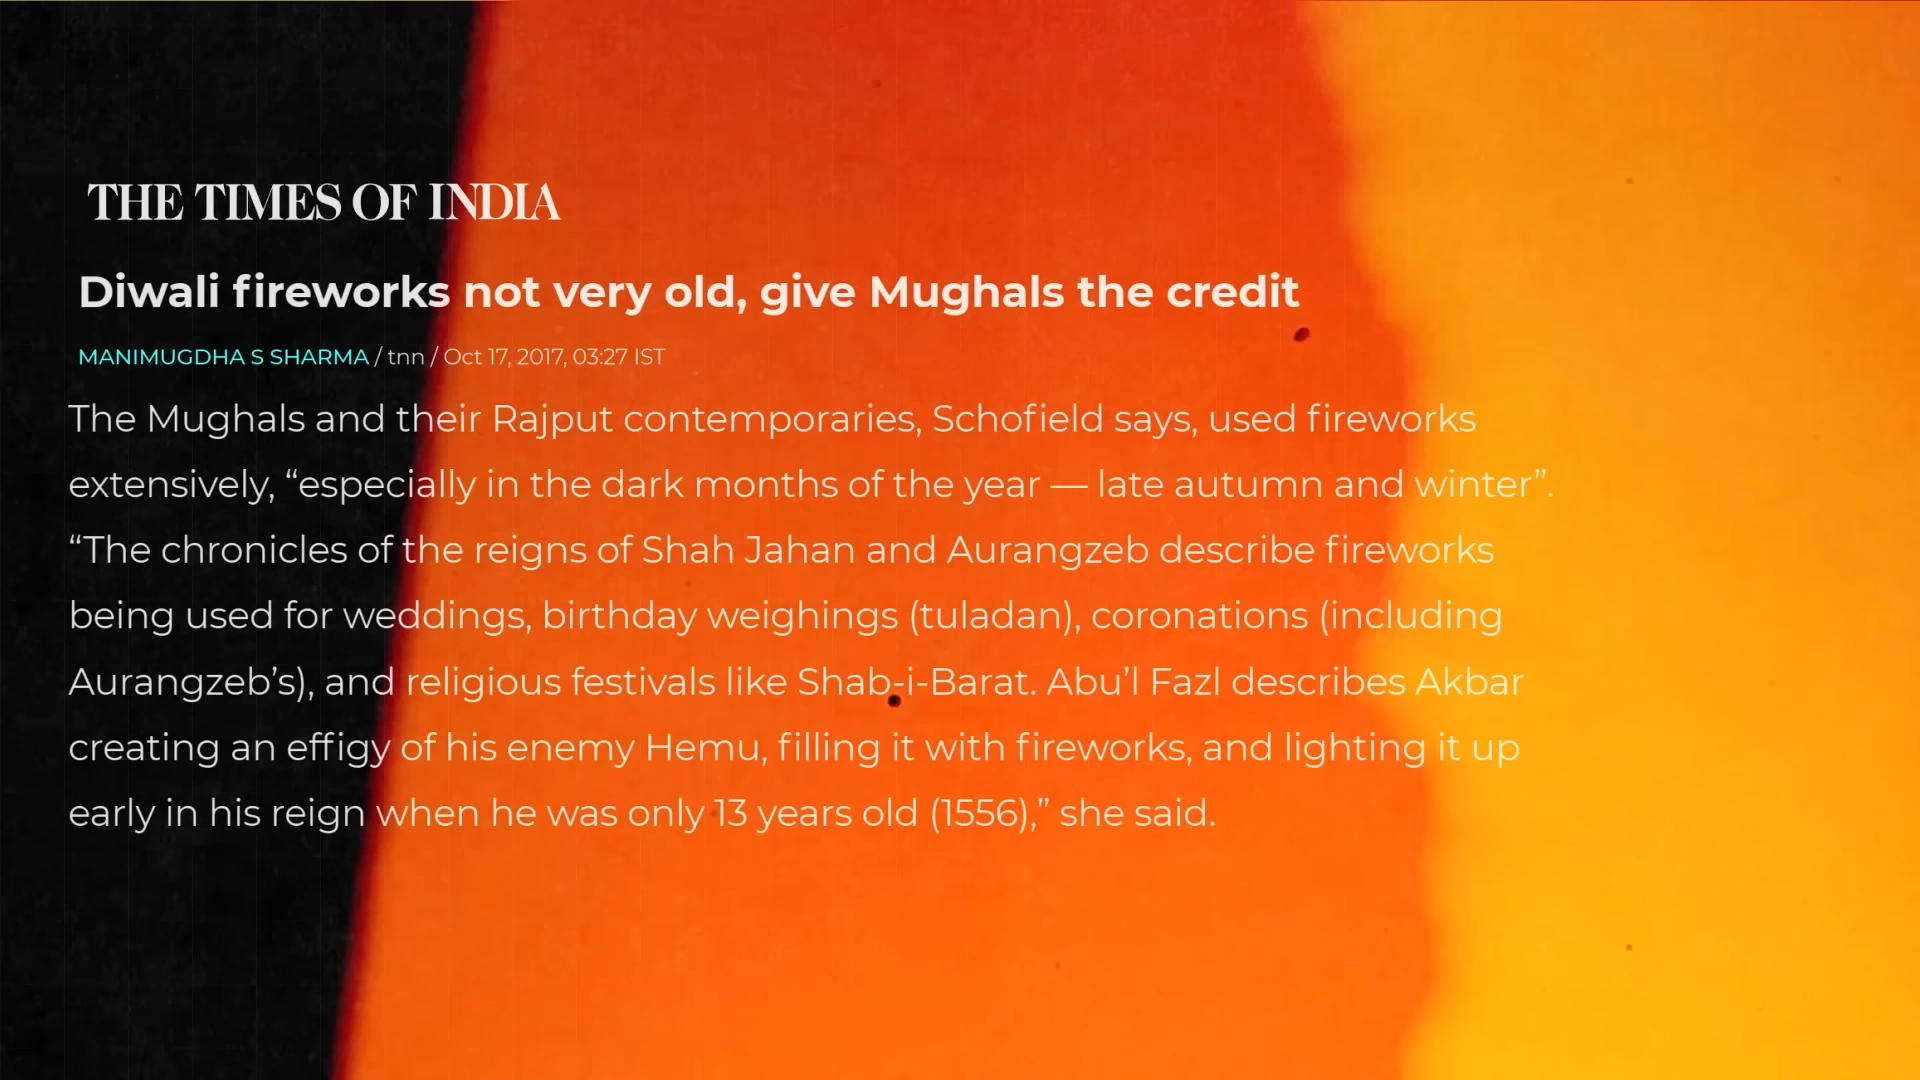 THE TIMES OF INDIA
Diwali fireworks not very old, give Mughals the credit
MANIMUGDHA S SHARMA / tnn / Oct 17, 2017, 03:27 IST
The Mughals and their Rajput contemporaries, Schofield says, used fireworks
extensively, “especially in the dark months of the year — late autumn and winter”.
“The chronicles of the reigns of Shah Jahan and Aurangzeb describe fireworks
being used for weddings, birthday weighings (tuladan), coronations (including
Aurangzeb’s), and religious festivals like Shab-i-Barat. Abu’l Fazl describes Akbar
creating an effigy of his enemy Hemu, filling it with fireworks, and lighting it up
early in his reign when he was only 13 years old (1556),” she said.